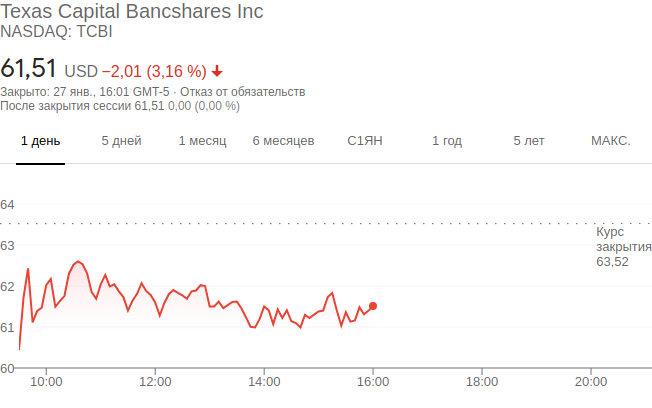 Texas Capital Bancshares Inc
NASDAQ: TCBI
61,51 USD −2,01 (3,16 %)
Закрыто: 27 янв., 16:01 GMT-5 · Отказ от обязательств
После закрытия сессии 61,51 0,00 (0,00 %)
1 день 5 дней 1 месяц 6 месяцев С1ЯН 1 год 5 лет МАКС.
64
Курс
закрытия
63,52
63
62
61
60
10:00 12:00 14:00 16:00 18:00 20:00